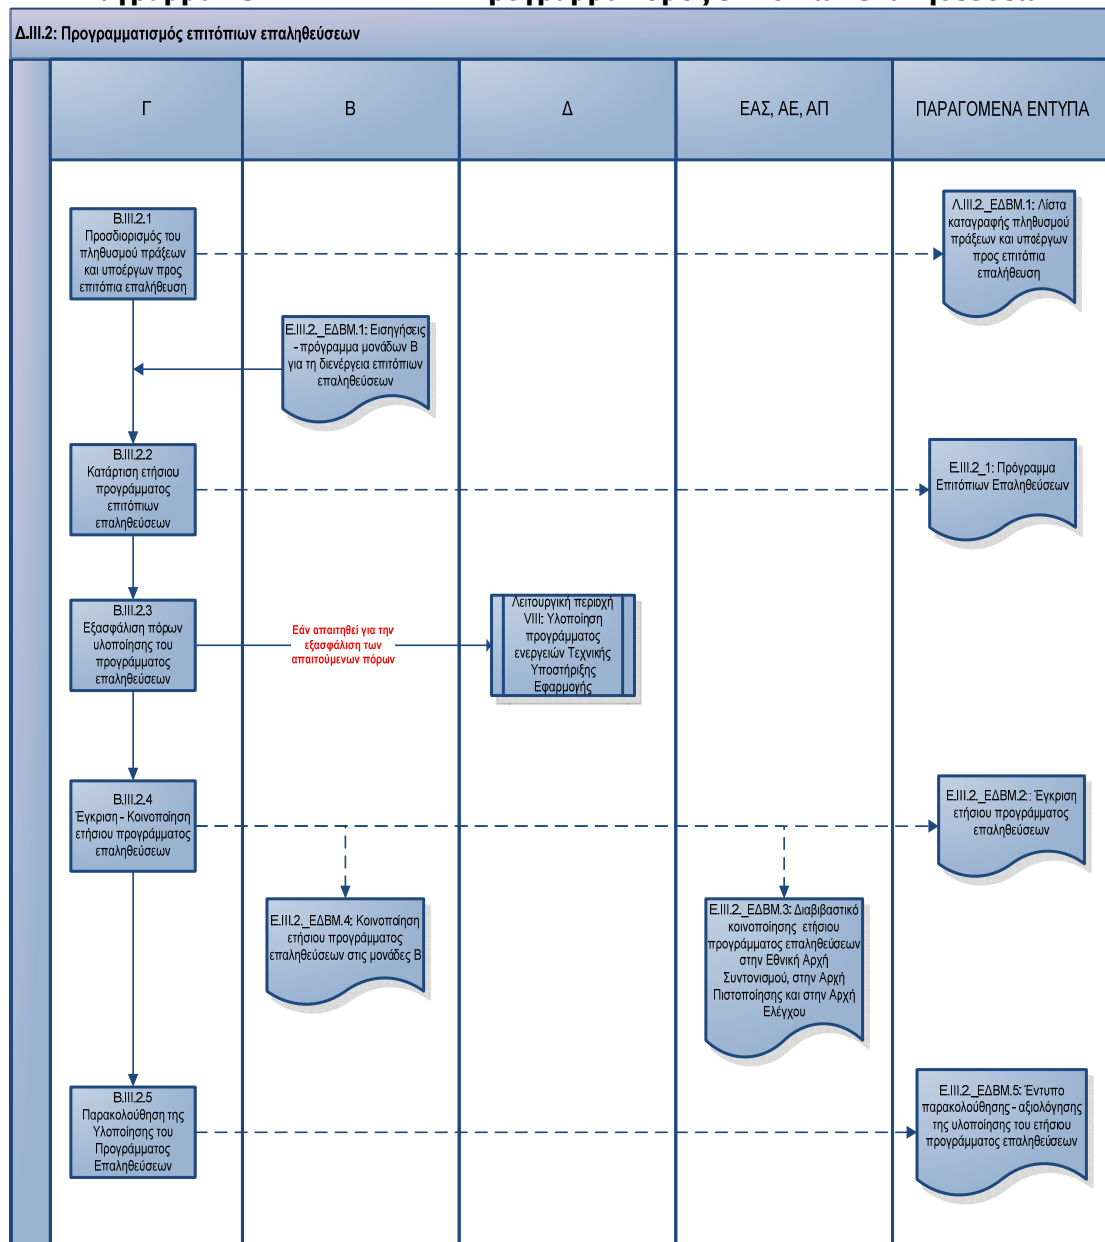 Δ.ΙΙΙ.2: Προγραμματισμός επιτόπιων επαληθεύσεων
Γ
Β
Δ
ΕΑΣ, ΑΕ, ΑΠ
ΠΑΡΑΓΟΜΕΝΑ ΕΝΤΥΠΑ
Β.ΙΙΙ.2.1
Προσδιορισμός του
πληθυσμού πράξεων
και υποέργων προς
επιτόπια επαλήθευση
Λ.ΙΙΙ.2._ΕΔΒΜ.1: Λίστα
καταγραφής πληθυσμού
πράξεων και υποέργων
προς επιτόπια
επαλήθευση
Ε.ΙΙΙ.2._ΕΔΒΜ.1: Εισηγήσεις
- πρόγραμμα μονάδων Β
για τη διενέργεια επιτόπιων
επαληθεύσεων
Β.ΙΙΙ.2.2
Κατάρτιση ετήσιου
προγράμματος
επιτόπιων
επαληθεύσεων
Ε.ΙΙΙ.2_1: Πρόγραμμα
Επιτόπιων Επαληθεύσεων
Β.ΙΙΙ.2.3
Εξασφάλιση πόρων
υλοποίησης του
προγράμματος
επαληθεύσεων
Εάν απαιτηθεί για την
εξασφάλιση των
απαιτούμενων πόρων
Λειτουργική περιοχή
VIII: Υλοποίηση
προγράμματος
ενεργειών Τεχνικής
Υποστήριξης
Εφαρμογής
Β.ΙΙΙ.2.4
Έγκριση - Κοινοποίηση
ετήσιου προγράμματος
επαληθεύσεων
Ε.ΙΙΙ.2._ΕΔΒΜ.2:: Έγκριση
ετήσιου προγράμματος
επαληθεύσεων
Ε.ΙΙΙ.2._ΕΔΒΜ.4: Κοινοποίηση
ετήσιου προγράμματος
επαληθεύσεων στις μονάδες Β
Ε.ΙΙΙ.2._ΕΔΒΜ.3: Διαβιβαστικό
κοινοποίησης ετήσιου
προγράμματος επαληθεύσεων
στην Εθνική Αρχή
Συντονισμού, στην Αρχή
Πιστοποίησης και στην Αρχή
Ελέγχου
Β.ΙΙΙ.2.5
Παρακολούθηση της
Υλοποίησης του
Προγράμματος
Επαληθεύσεων
Ε.ΙΙΙ.2._ΕΔΒΜ.5: Έντυπο
παρακολούθησης - αξιολόγησης
της υλοποίησης του ετήσιου
προγράμματος επαληθεύσεων